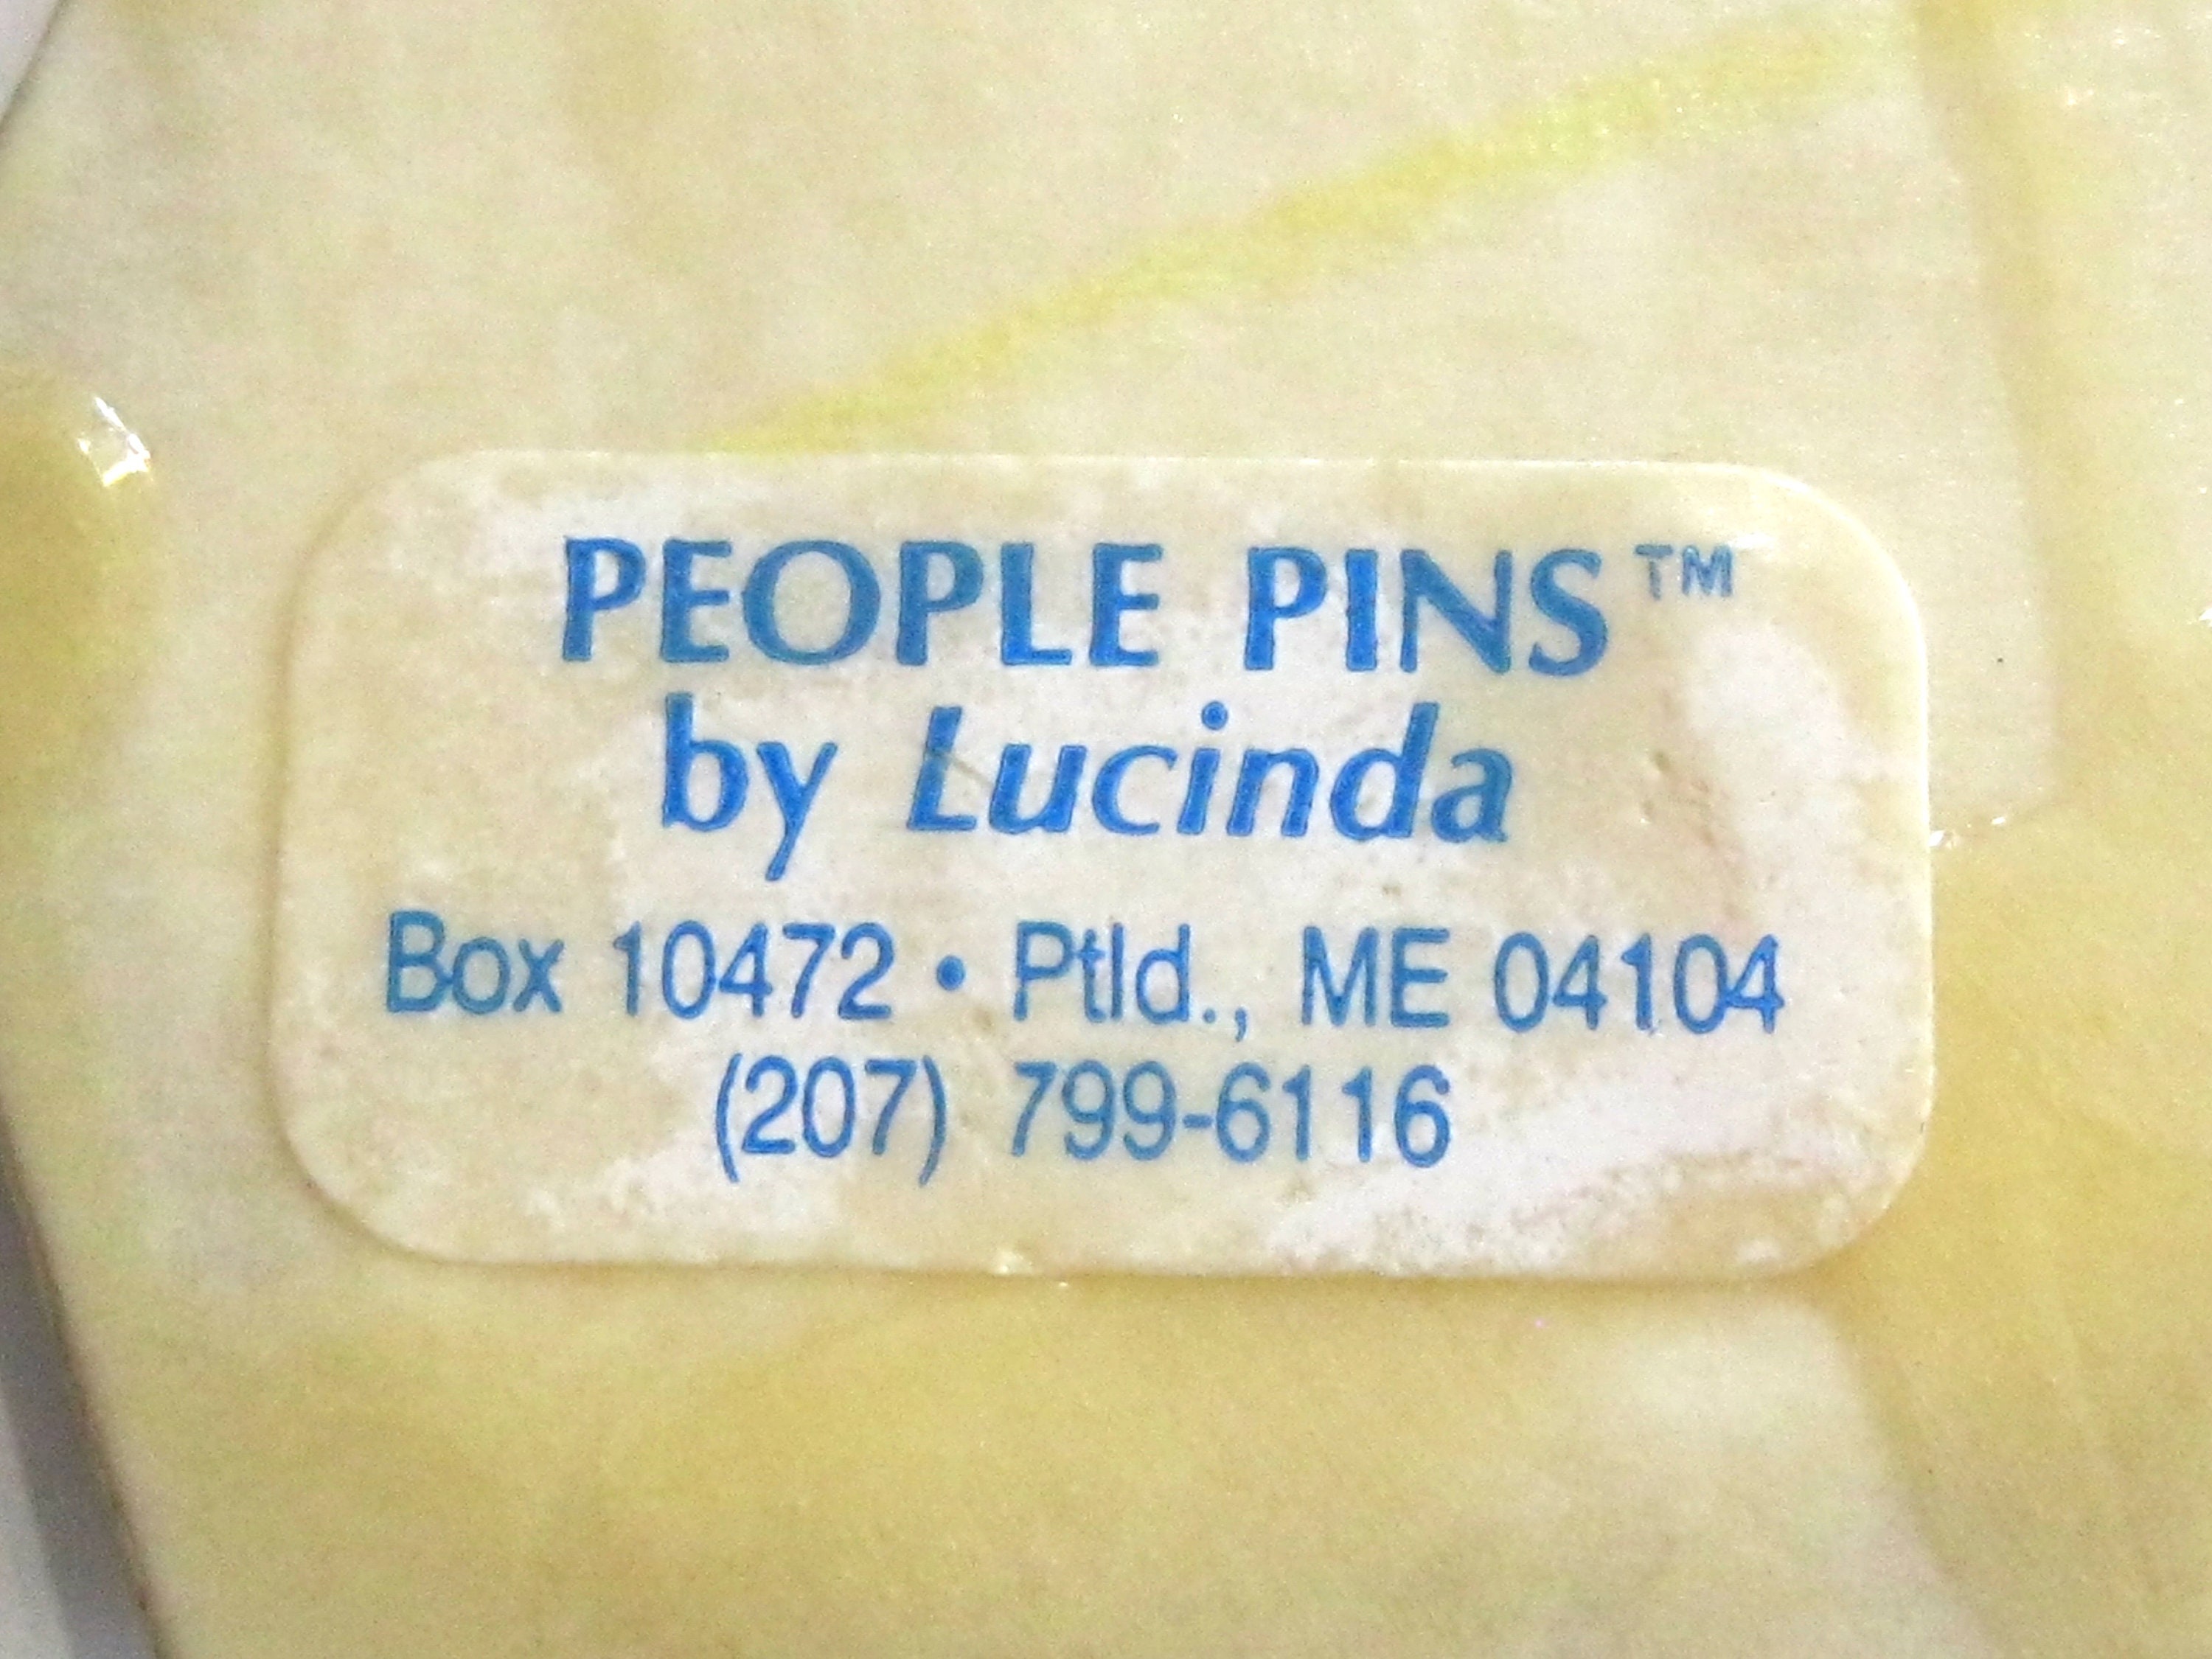 PEOPLE PINS™
by Lucinda
Box 10472 • Ptld., ME 04104
(207) 799-6116